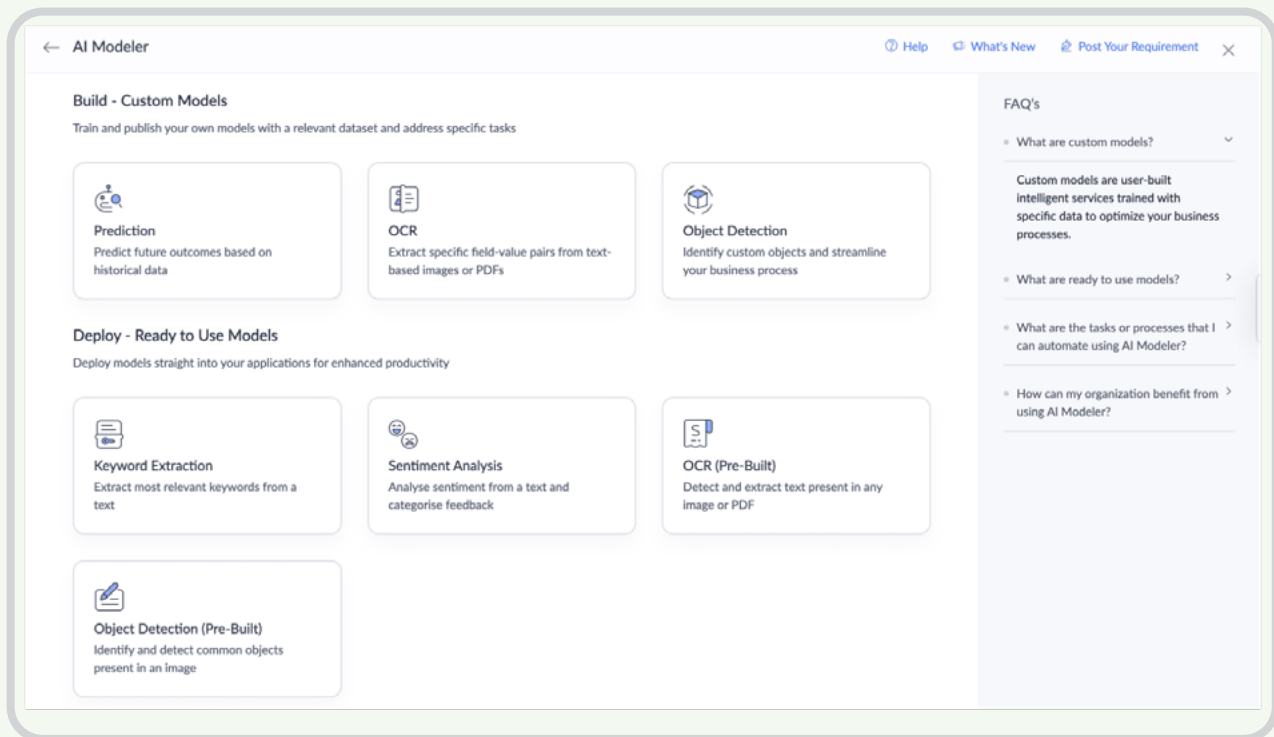 AI Modeler
Help
What's New
Post Your Requirement
Build - Custom Models
Train and publish your own models with a relevant dataset and address specific tasks
Prediction
Predict future outcomes based on
historical data
OCR
Extract specific field-value pairs from text-
based images or PDFs
Object Detection
Identify custom objects and streamline
your business process
Deploy - Ready to Use Models
Deploy models straight into your applications for enhanced productivity
Keyword Extraction
Extract most relevant keywords from a
text
Sentiment Analysis
Analyse sentiment from a text and
categorise feedback
OCR (Pre-Built)
Detect and extract text present in any
image or PDF
Object Detection (Pre-Built)
Identify and detect common objects
present in an image
FAQ's
What are custom models?
Custom models are user-built
intelligent services trained with
specific data to optimize your business
processes.
What are ready to use models?
What are the tasks or processes that I
can automate using AI Modeler?
How can my organization benefit from
using AI Modeler?